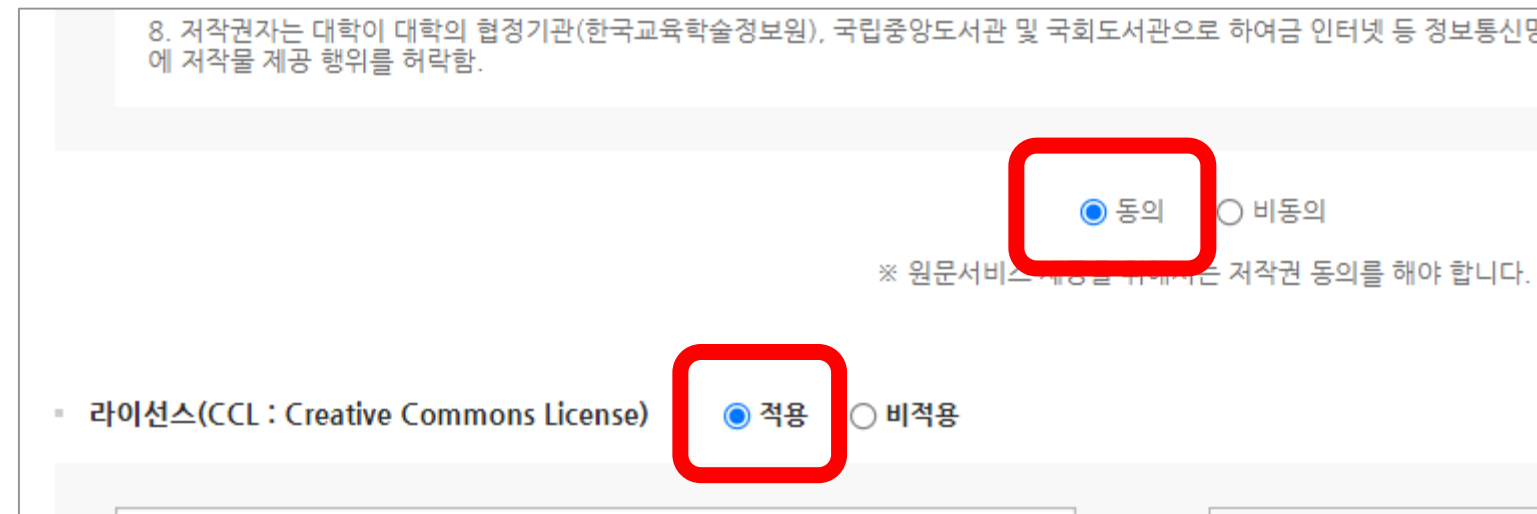 8. 저작권자는 대학이 대학의 협정기관(한국교육학술정보원), 국립중앙도서관 및 국회도서관으로 하여금 인터넷 등 정보통신망
에 저작물 제공 행위를 허락함.
동의 비동의
※ 원문서비스 저작권 동의를 해야 합니다.
라이선스(CCL : Creative Commons License) 적용 비적용